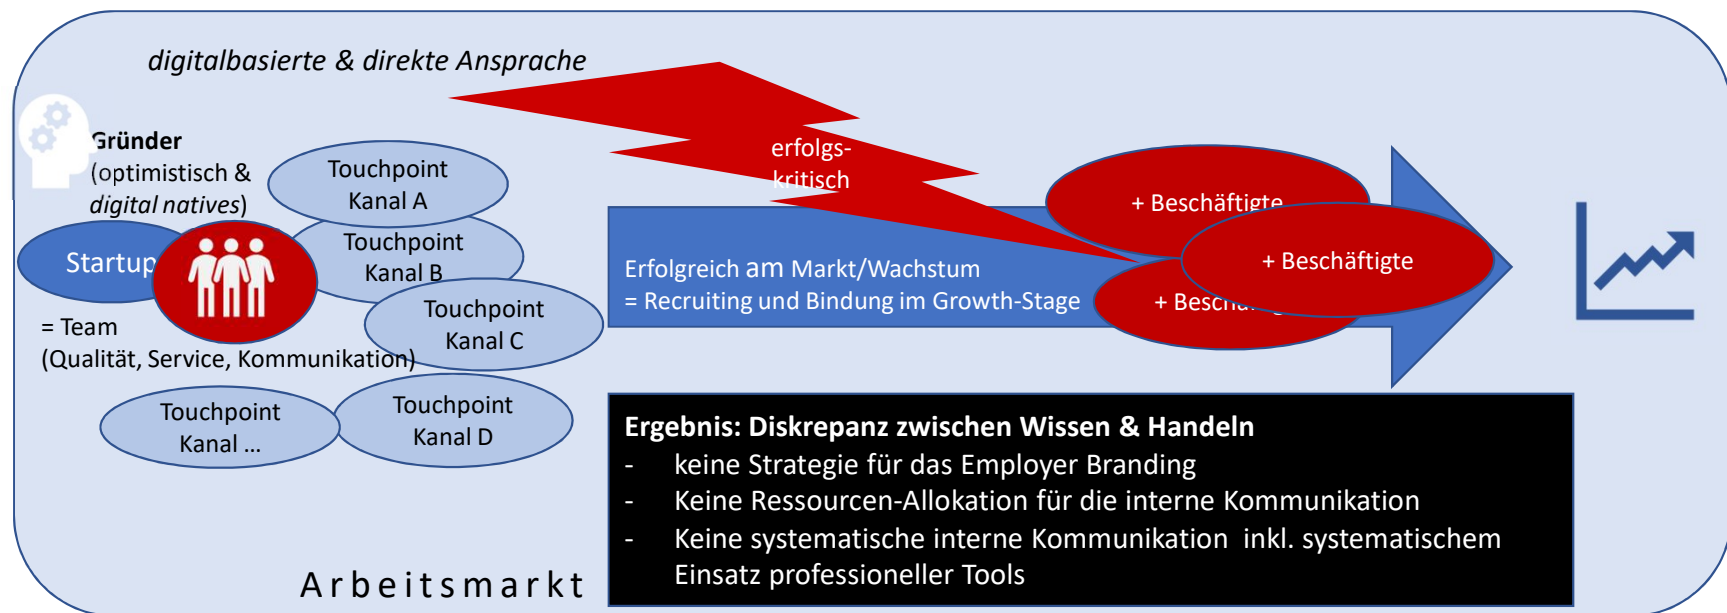 digitalbasierte & direkte Ansprache
Gründer
(optimistisch &
digital natives)
Startup
= Team
(Qualität, Service, Kommunikation)
Touchpoint
Kanal A
Touchpoint
Kanal B
Touchpoint
Kanal C
Touchpoint
Kanal D
Touchpoint
Kanal ...
erfolgs-
kritisch
Erfolgreich am Markt/Wachstum
= Recruiting und Bindung im Growth-Stage
+ Beschäftigte
+ Beschäftigte
+ Beschäftig
Ergebnis: Diskrepanz zwischen Wissen & Handeln
- keine Strategie für das Employer Branding
- Keine Ressourcen-Allokation für die interne Kommunikation
- Keine systematische interne Kommunikation inkl. systematischem
Einsatz professioneller Tools
Arbeitsmarkt